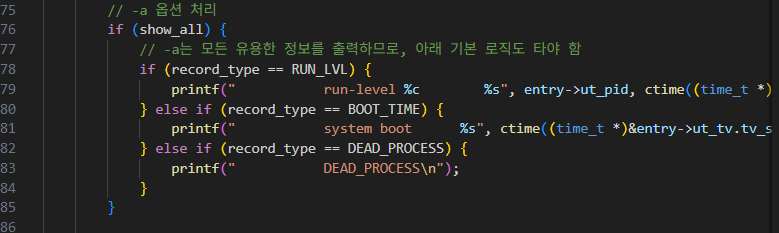 75 // -a 옵션 처리
76 if (show_all) {
77 // -a는 모든 유용한 정보를 출력하므로, 아래 기본 로직도 타야 함
78 if (record_type == RUN_LVL) {
79 printf("           run-level %c        %s", entry->ut_pid, ctime((time_t *)
80 } else if (record_type == BOOT_TIME) {
81 printf("           system boot      %s", ctime((time_t *)&entry->ut_tv.tv_s
82 } else if (record_type == DEAD_PROCESS) {
83 printf("           DEAD_PROCESS\n");
84 }
85 }
86